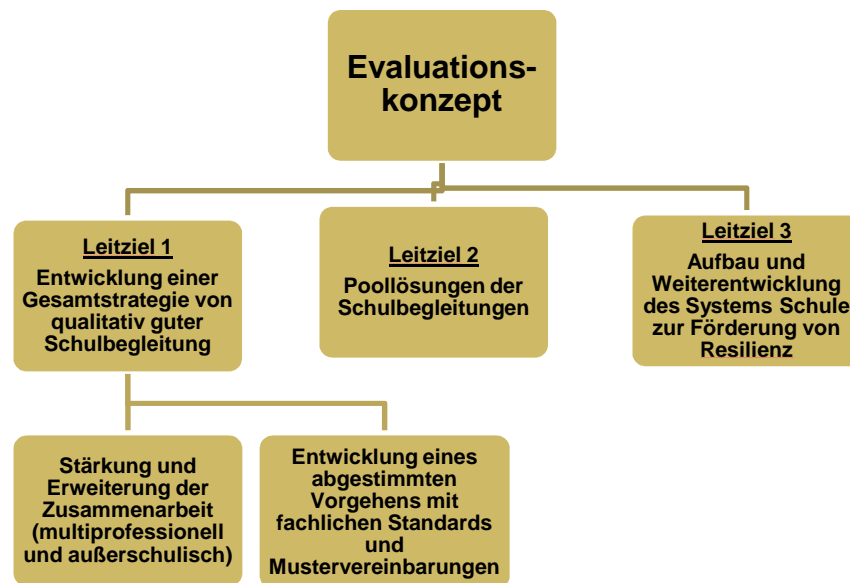 Evaluations-
konzept
Leitziel 1
Entwicklung einer
Gesamtstrategie von
qualitativ guter
Schulbegleitung
Leitziel 2
Poollösungen der
Schulbegleitungen
Leitziel 3
Aufbau und
Weiterentwicklung
des Systems Schule
zur Förderung von
Resilienz
Stärkung und
Erweiterung der
Zusammenarbeit
(multiprofessionell
und außerschulisch)
Entwicklung eines
abgestimmten
Vorgehens mit
fachlichen Standards
und
Mustervereinbarungen